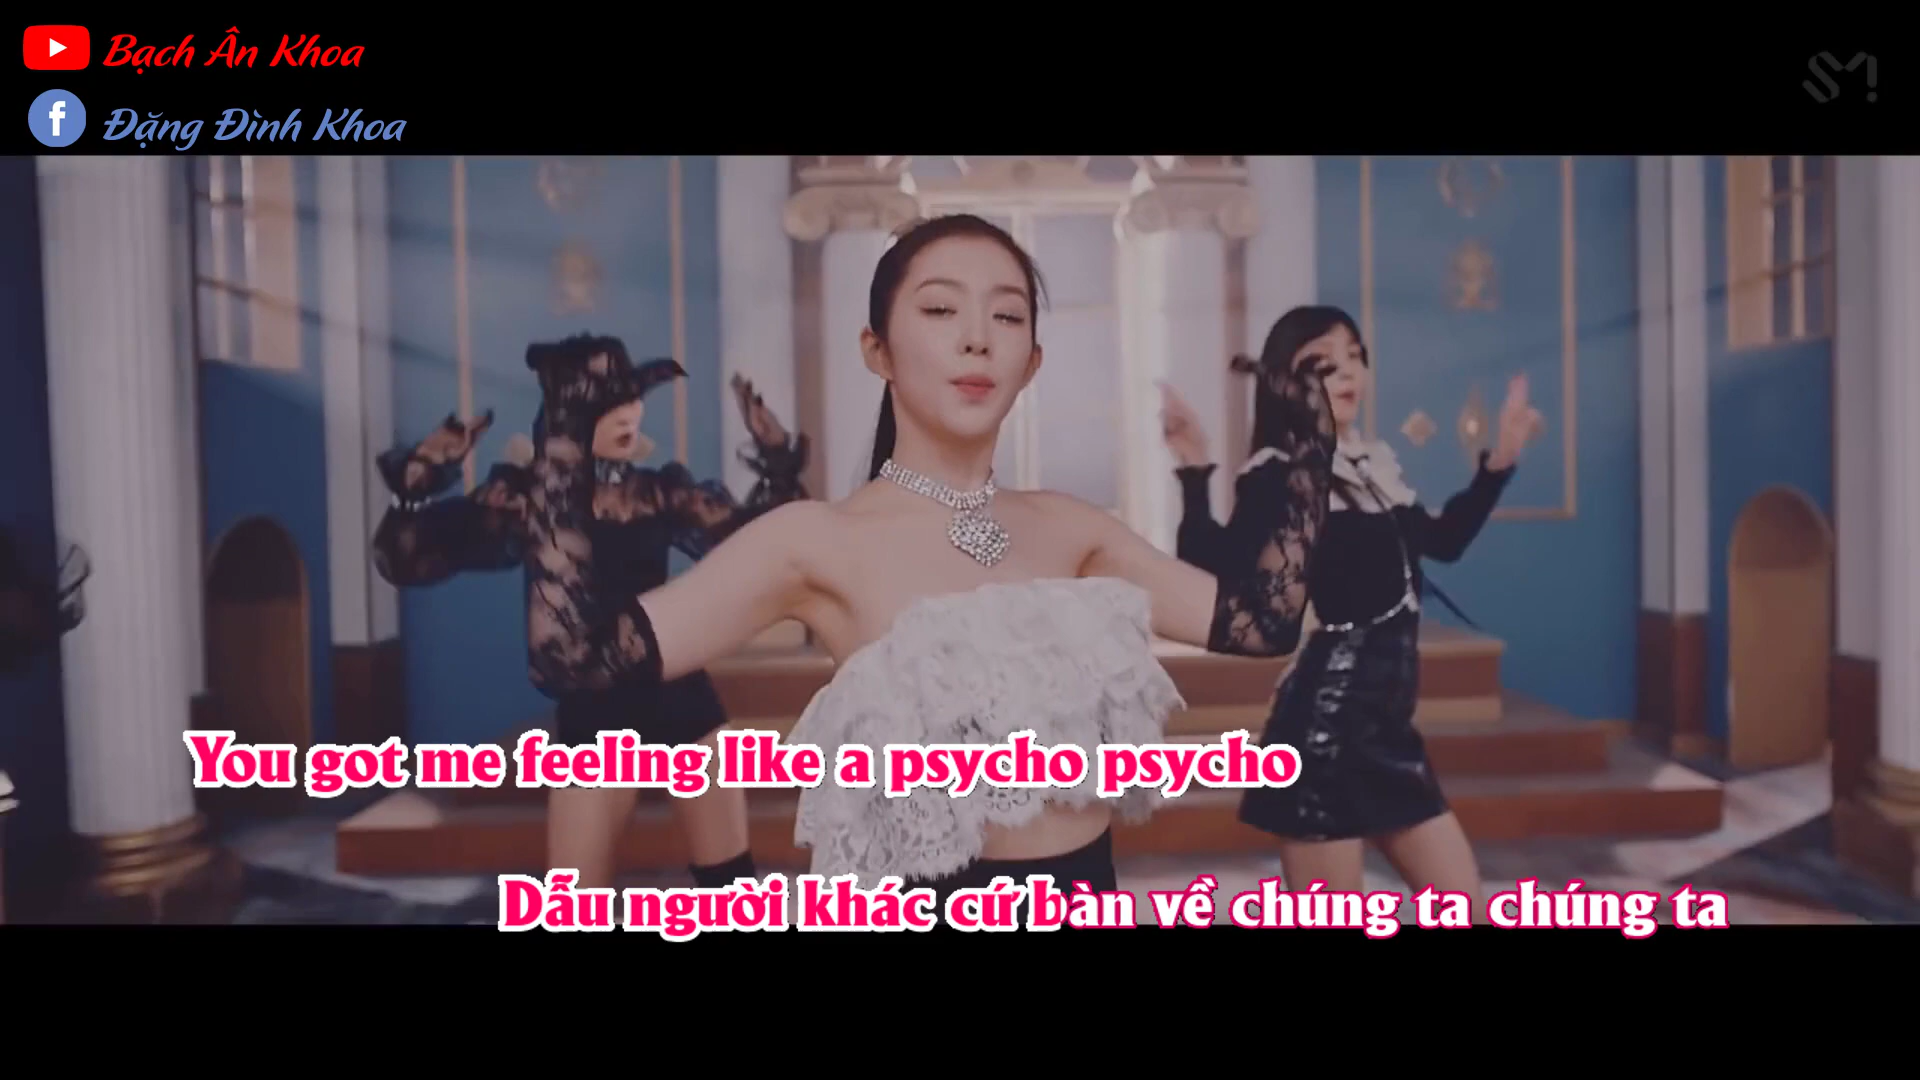 Bạch Ân Khoa
SM!
Đặng Đình Khoa
You got me feeling like a psycho psycho
Dẫu người khác cứ bàn về chúng ta chúng ta